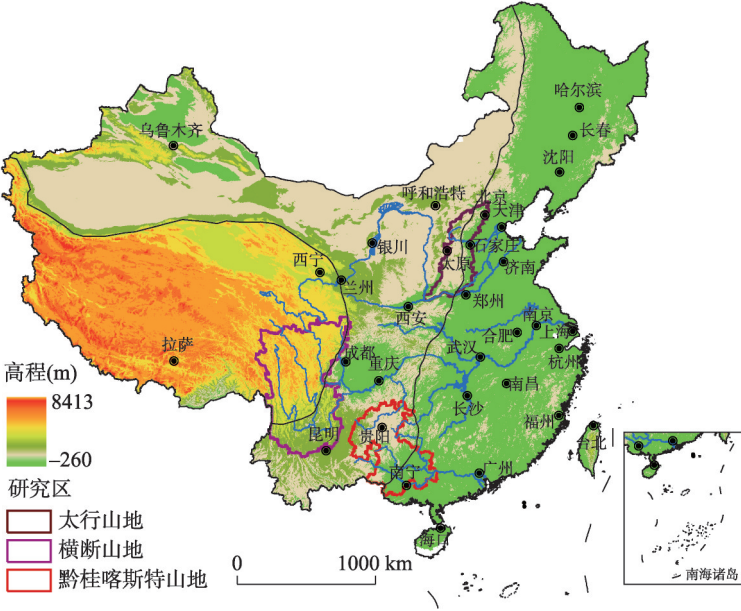 哈尔滨
长春
乌鲁木齐
沈阳
呼和浩特
北京
天津
银川
石家庄
太原
西宁
济南
兰州
郑州
西安
南京
合肥
上海
拉萨
成都
武汉
杭州
重庆
南昌
长沙
高程(m)
8413
-260
贵阳
福州
昆明
台北
南宁
广州
海口
研究区
太行山地
横断山地
黔桂喀斯特山地
0
1000 km
南海诸岛